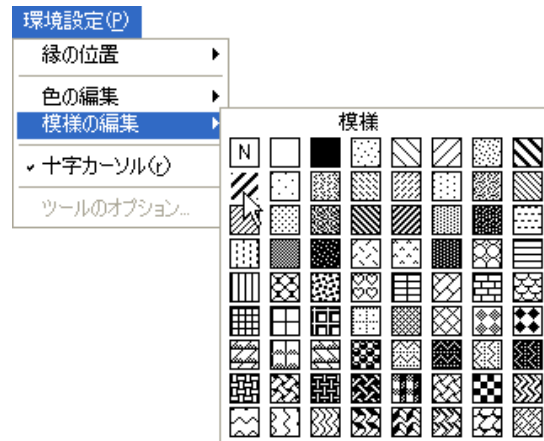 環境設定(P)
縁の位置
色の編集
模様の編集
模様
N
十字カーソル(r)
ツールのオプション...